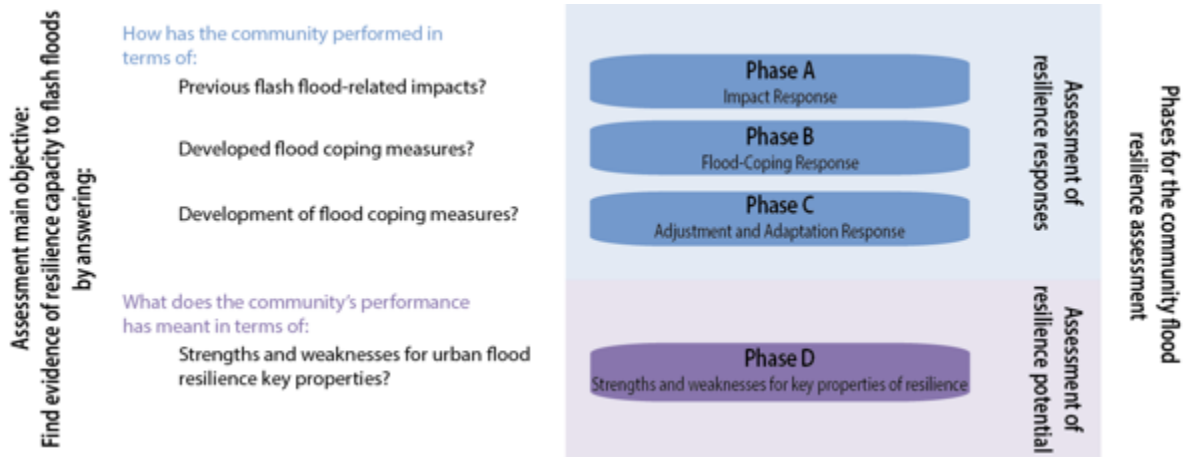 Assessment main objective:
Find evidence of resilience capacity to flash floods
by answering:
How has the community performed in
terms of:
Previous flash flood-related impacts?
Developed flood coping measures?
Development of flood coping measures?
What does the community's performance
has meant in terms of:
Strengths and weaknesses for urban flood
resilience key properties?
Phase A
Impact Response
Phase B
Flood-Coping Response
Phase C
Adjustment and Adaptation Response
Phase D
Strengths and weaknesses for key properties of resilience
Assessment of
resilience responses
Assessment of
resilience potential
Phases for the community flood
resilience assessment